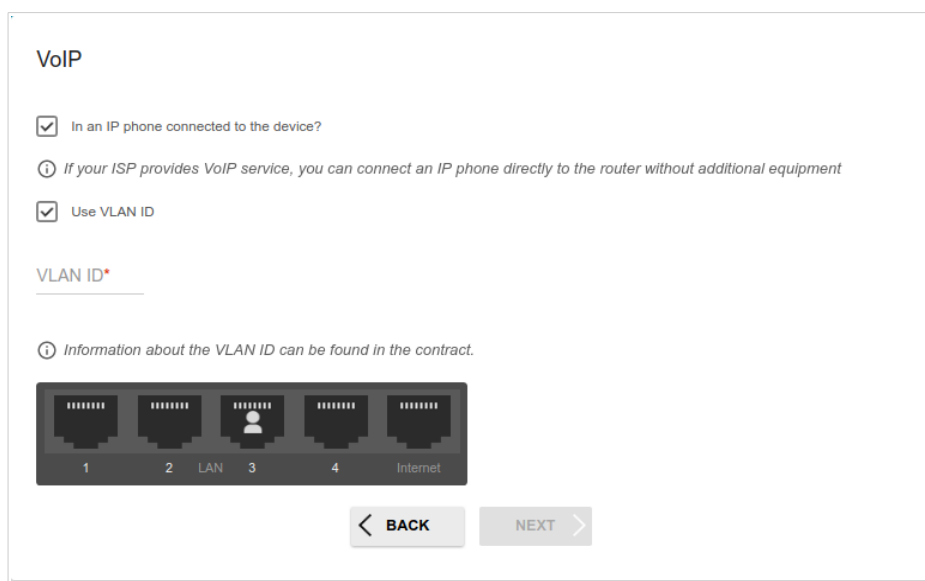 VoIP
In an IP phone connected to the device?
If your ISP provides VoIP service, you can connect an IP phone directly to the router without additional equipment
Use VLAN ID
VLAN ID*
Information about the VLAN ID can be found in the contract.
1 2 LAN 3 4 Internet
BACK NEXT